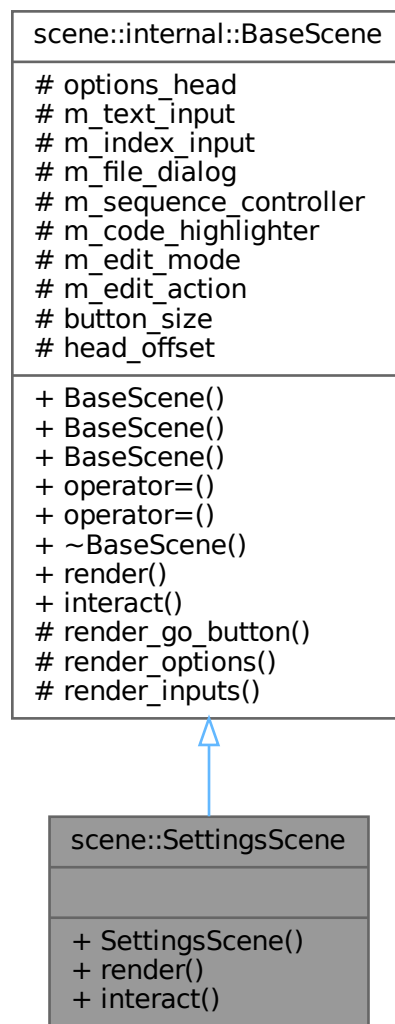 scene::internal::BaseScene
# options_head
# m_text_input
# m_index_input
# m_file_dialog
# m_sequence_controller
# m_code_highlighter
# m_edit_mode
# m_edit_action
# button_size
# head_offset
+ BaseScene()
+ BaseScene()
+ BaseScene()
+ operator=()
+ operator=()
+ ~BaseScene()
+ render()
+ interact()
# render_go_button()
# render_options()
# render_inputs()
scene::SettingsScene
+ SettingsScene()
+ render()
+ interact()